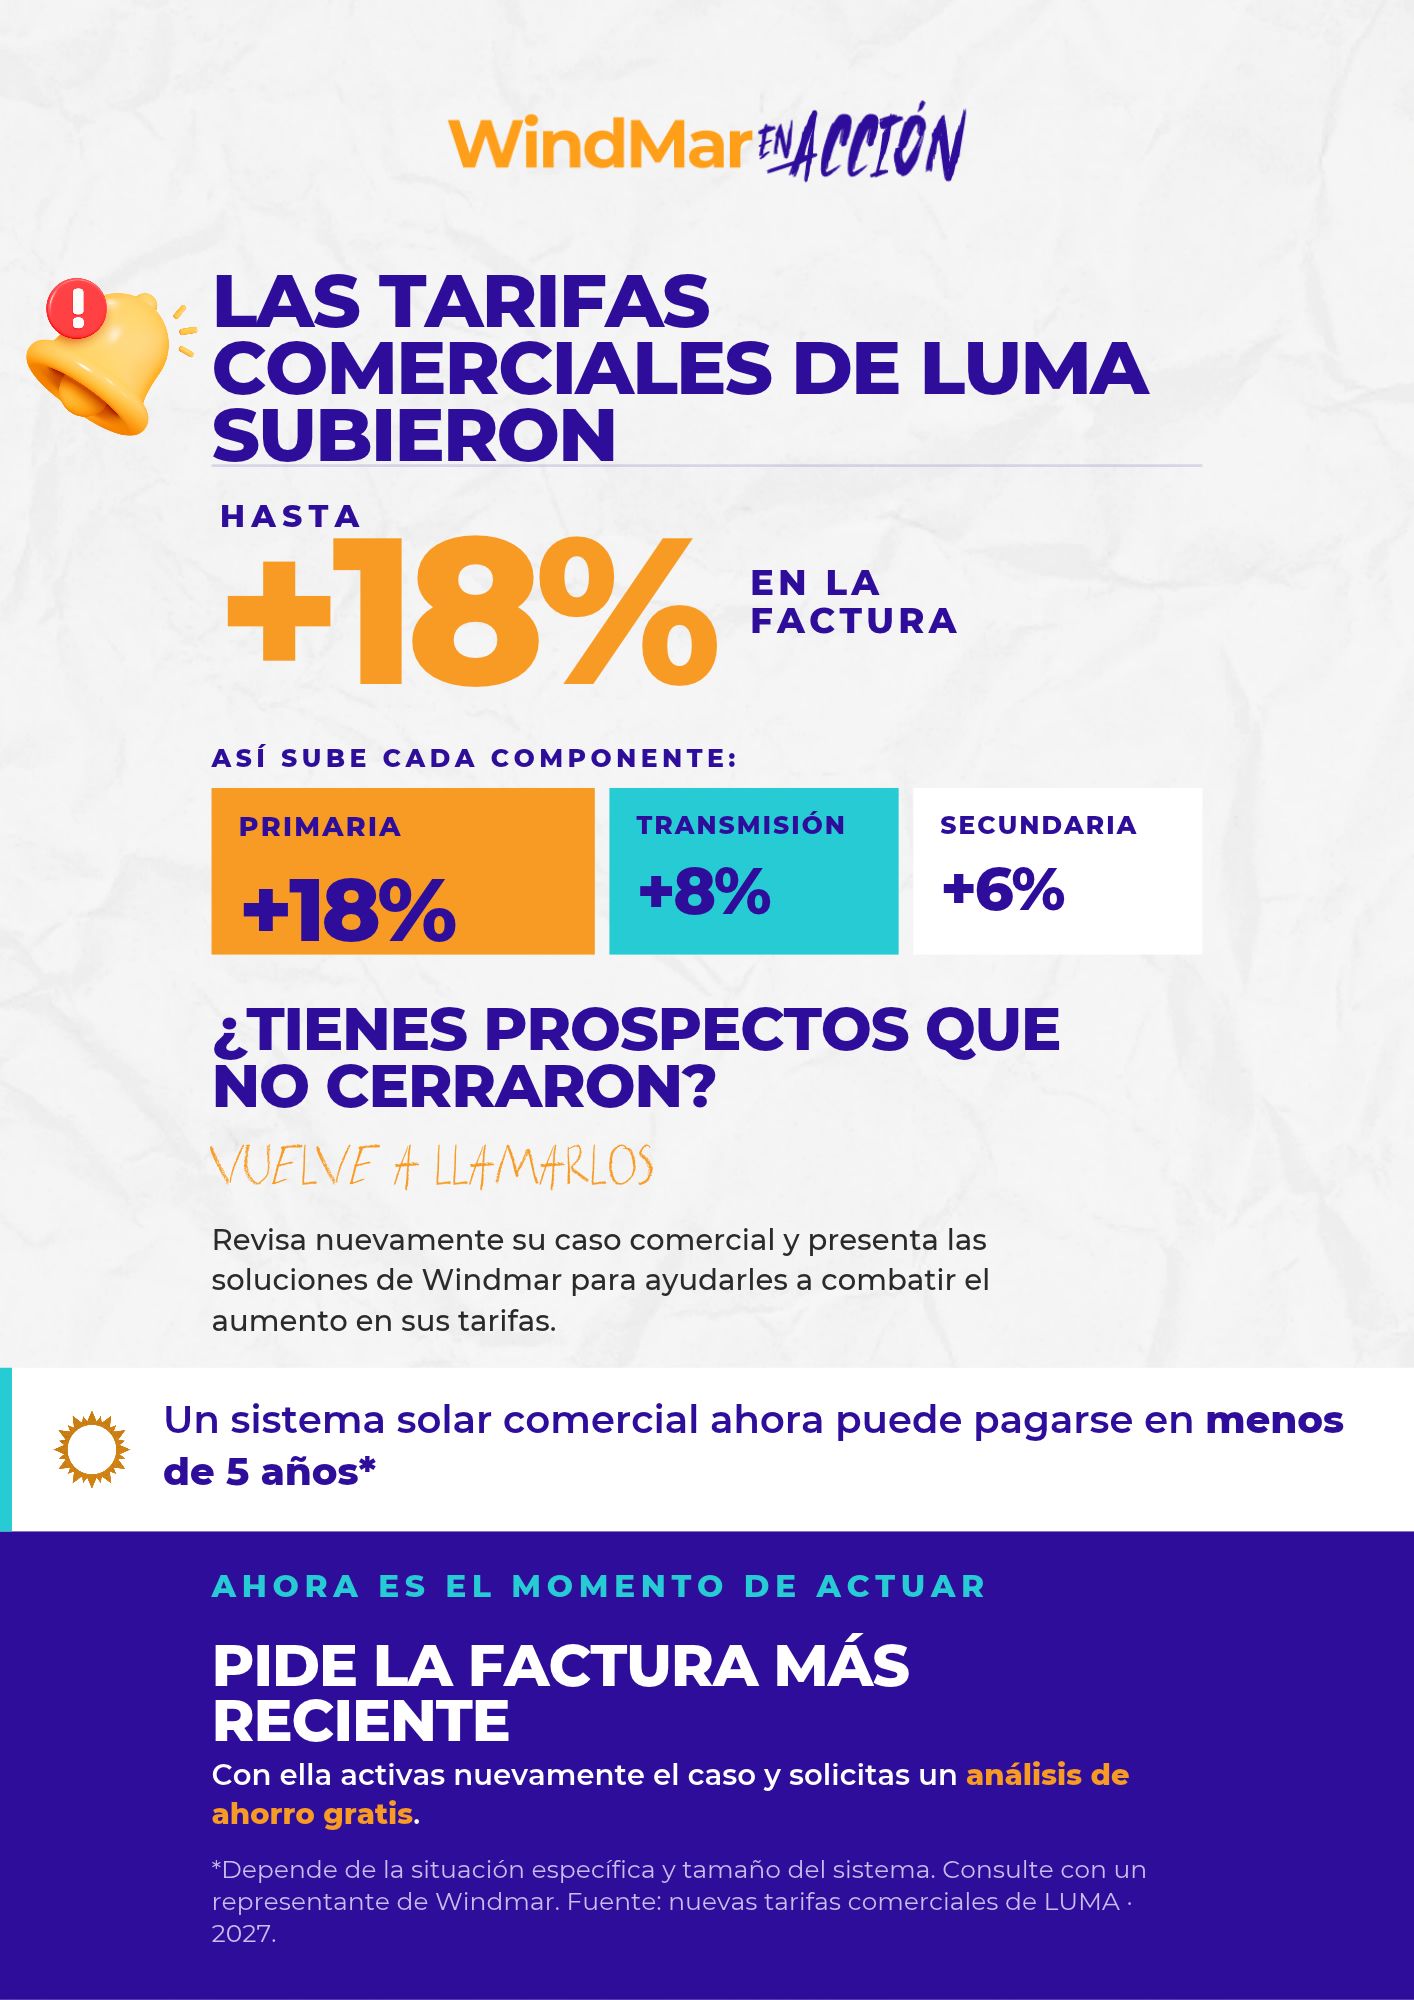 WindMar EN ACCIÓN
LAS TARIFAS
COMERCIALES DE LUMA
SUBIERON
HASTA
+18%
EN LA
FACTURA
ASÍ SUBE CADA COMPONENTE:
PRIMARIA
+18%
TRANSMISIÓN
+8%
SECUNDARIA
+6%
¿TIENES PROSPECTOS QUE
NO CERRARON?
VUELVE A LLAMARLOS
Revisa nuevamente su caso comercial y presenta las
soluciones de Windmar para ayudarles a combatir el
aumento en sus tarifas.
Un sistema solar comercial ahora puede pagarse en menos
de 5 años*
AHORA ES EL MOMENTO DE ACTUAR
PIDE LA FACTURA MÁS
RECIENTE
Con ella activas nuevamente el caso y solicitas un análisis de
ahorro gratis.
*Depende de la situación específica y tamaño del sistema. Consulte con un
representante de Windmar. Fuente: nuevas tarifas comerciales de LUMA ·
2027.